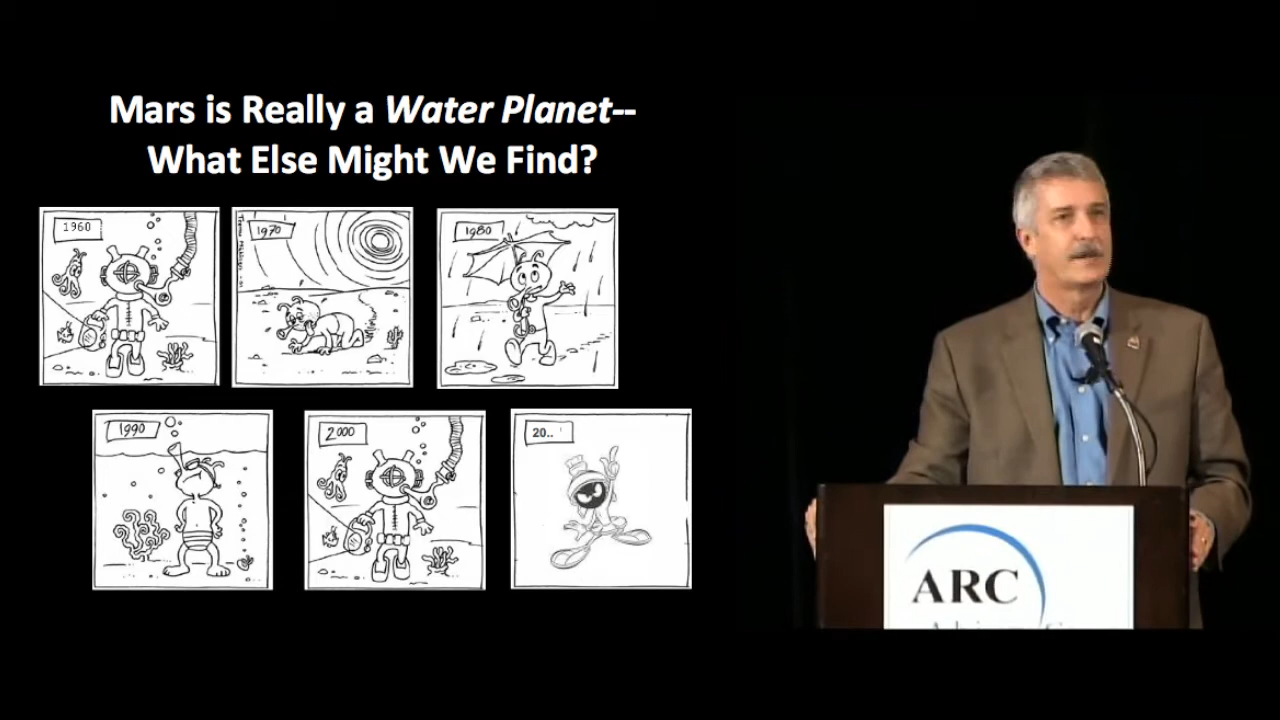 Mars is Really a Water Planet--
What Else Might We Find?
1960
1970
1980
1990
2000
20..
ARC